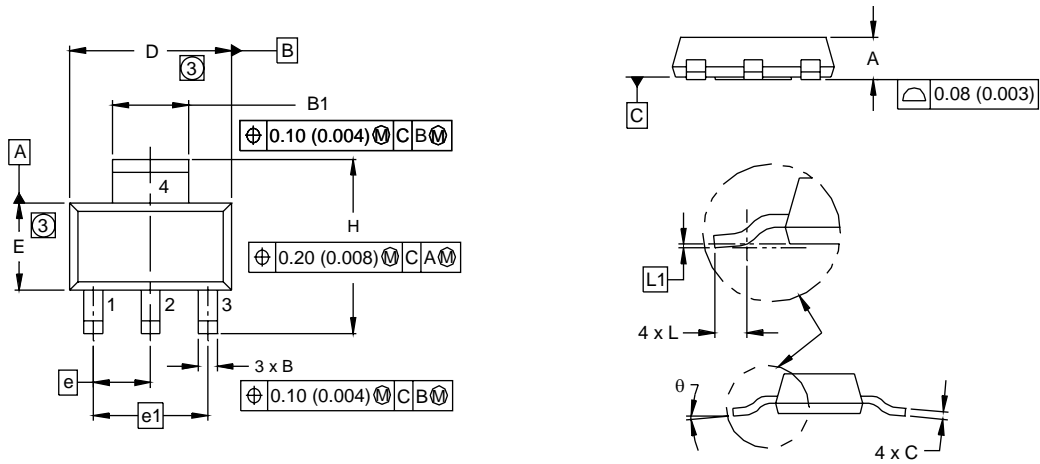 D
B
3
B1
⌖ 0.10 (0.004) Ⓜ C B Ⓜ
A
4
3
E
H
⌖ 0.20 (0.008) Ⓜ C A Ⓜ
1 2 3
3 x B
e
⌖ 0.10 (0.004) Ⓜ C B Ⓜ
e1
A
C
⌓ 0.08 (0.003)
L1
4 x L
θ
4 x C